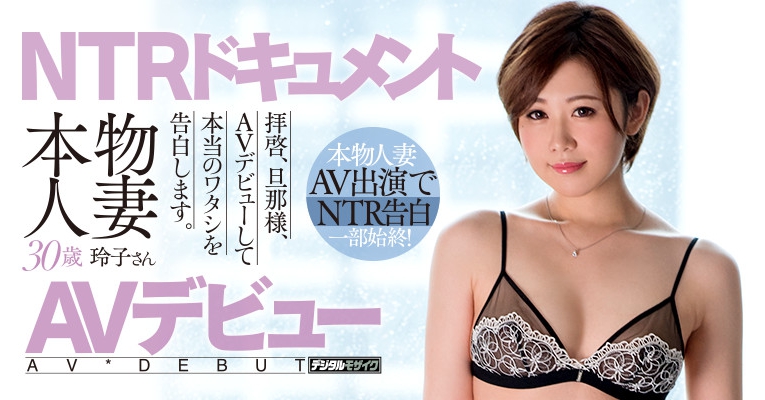 NTRドキュメント
本物
人妻
30歳 玲子さん
拝啓、旦那様、
AVデビューして
本当のワタシを
告白します。
本物人妻
AV出演で
NTR告白
一部始終!
AVデビュー
AV*DEBUT
デジタルモザイク